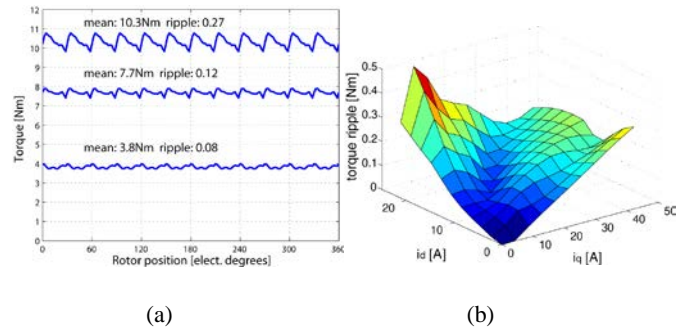 12
11
10
9
8
7
6
5
4
3
2
1
0
Torque [Nm]
mean: 10.3Nm ripple: 0.27
mean: 7.7Nm ripple: 0.12
mean: 3.8Nm ripple: 0.08
0 60 120 180 240 300 360
Rotor position [elect. degrees]
(a)
0.5
0.4
0.3
0.2
0.1
0
torque ripple [Nm]
20
10
0
id [A]
0
10
20
30
40
50
iq [A]
(b)